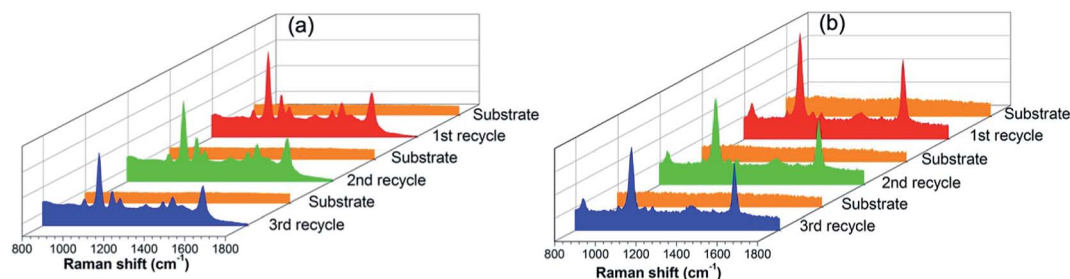 (a)
Substrate
1st recycle
Substrate
2nd recycle
Substrate
3rd recycle
800 1000 1200 1400 1600 1800
Raman shift (cm⁻¹)
(b)
Substrate
1st recycle
Substrate
2nd recycle
Substrate
3rd recycle
800 1000 1200 1400 1600 1800
Raman shift (cm⁻¹)